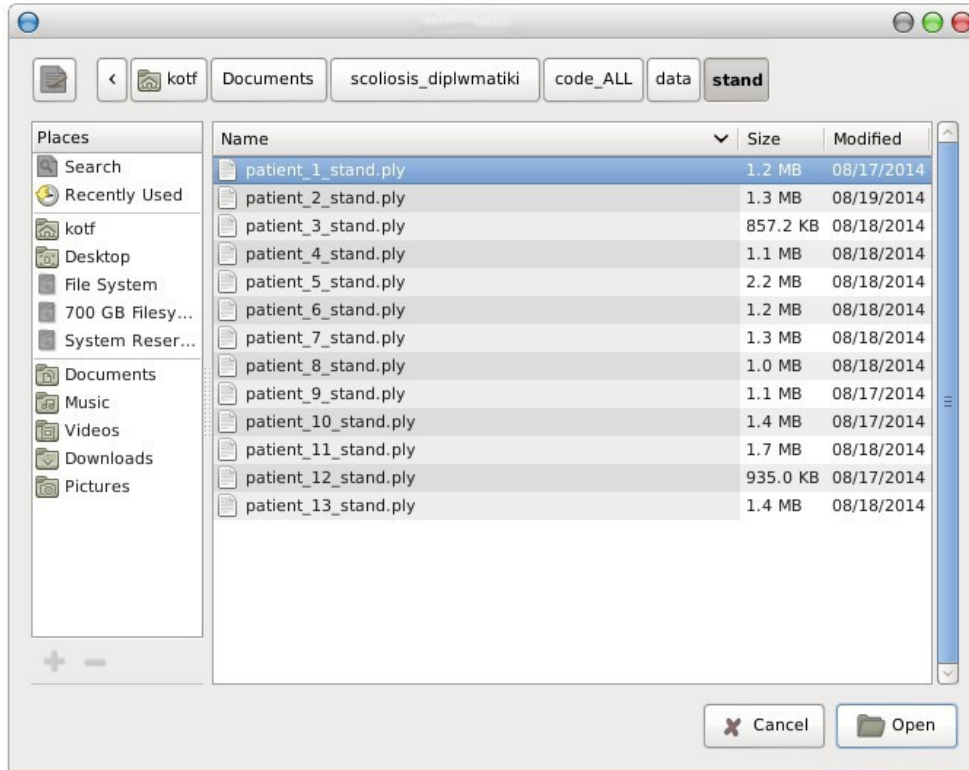 < kotf Documents scoliosis_diplwmatiki code_ALL data stand
Places
Search
Recently Used
kotf
Desktop
File System
700 GB Filesy...
System Reser...
Documents
Music
Videos
Downloads
Pictures
Name Size Modified
patient_1_stand.ply 1.2 MB 08/17/2014
patient_2_stand.ply 1.3 MB 08/19/2014
patient_3_stand.ply 857.2 KB 08/18/2014
patient_4_stand.ply 1.1 MB 08/18/2014
patient_5_stand.ply 2.2 MB 08/18/2014
patient_6_stand.ply 1.2 MB 08/18/2014
patient_7_stand.ply 1.3 MB 08/18/2014
patient_8_stand.ply 1.0 MB 08/18/2014
patient_9_stand.ply 1.1 MB 08/17/2014
patient_10_stand.ply 1.4 MB 08/17/2014
patient_11_stand.ply 1.7 MB 08/18/2014
patient_12_stand.ply 935.0 KB 08/17/2014
patient_13_stand.ply 1.4 MB 08/18/2014
Cancel Open